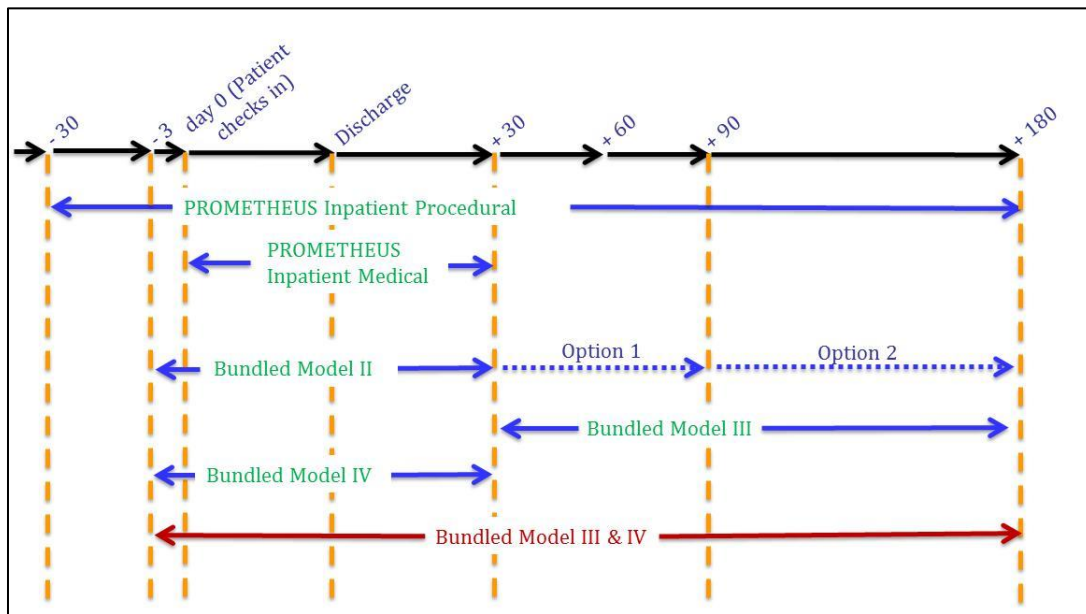 - 30
- 3
day 0 (Patient
checks in)
Discharge
+ 30
+ 60
+ 90
+ 180
PROMETHEUS Inpatient Procedural
PROMETHEUS
Inpatient Medical
Bundled Model II
Option 1
Option 2
Bundled Model III
Bundled Model IV
Bundled Model III & IV